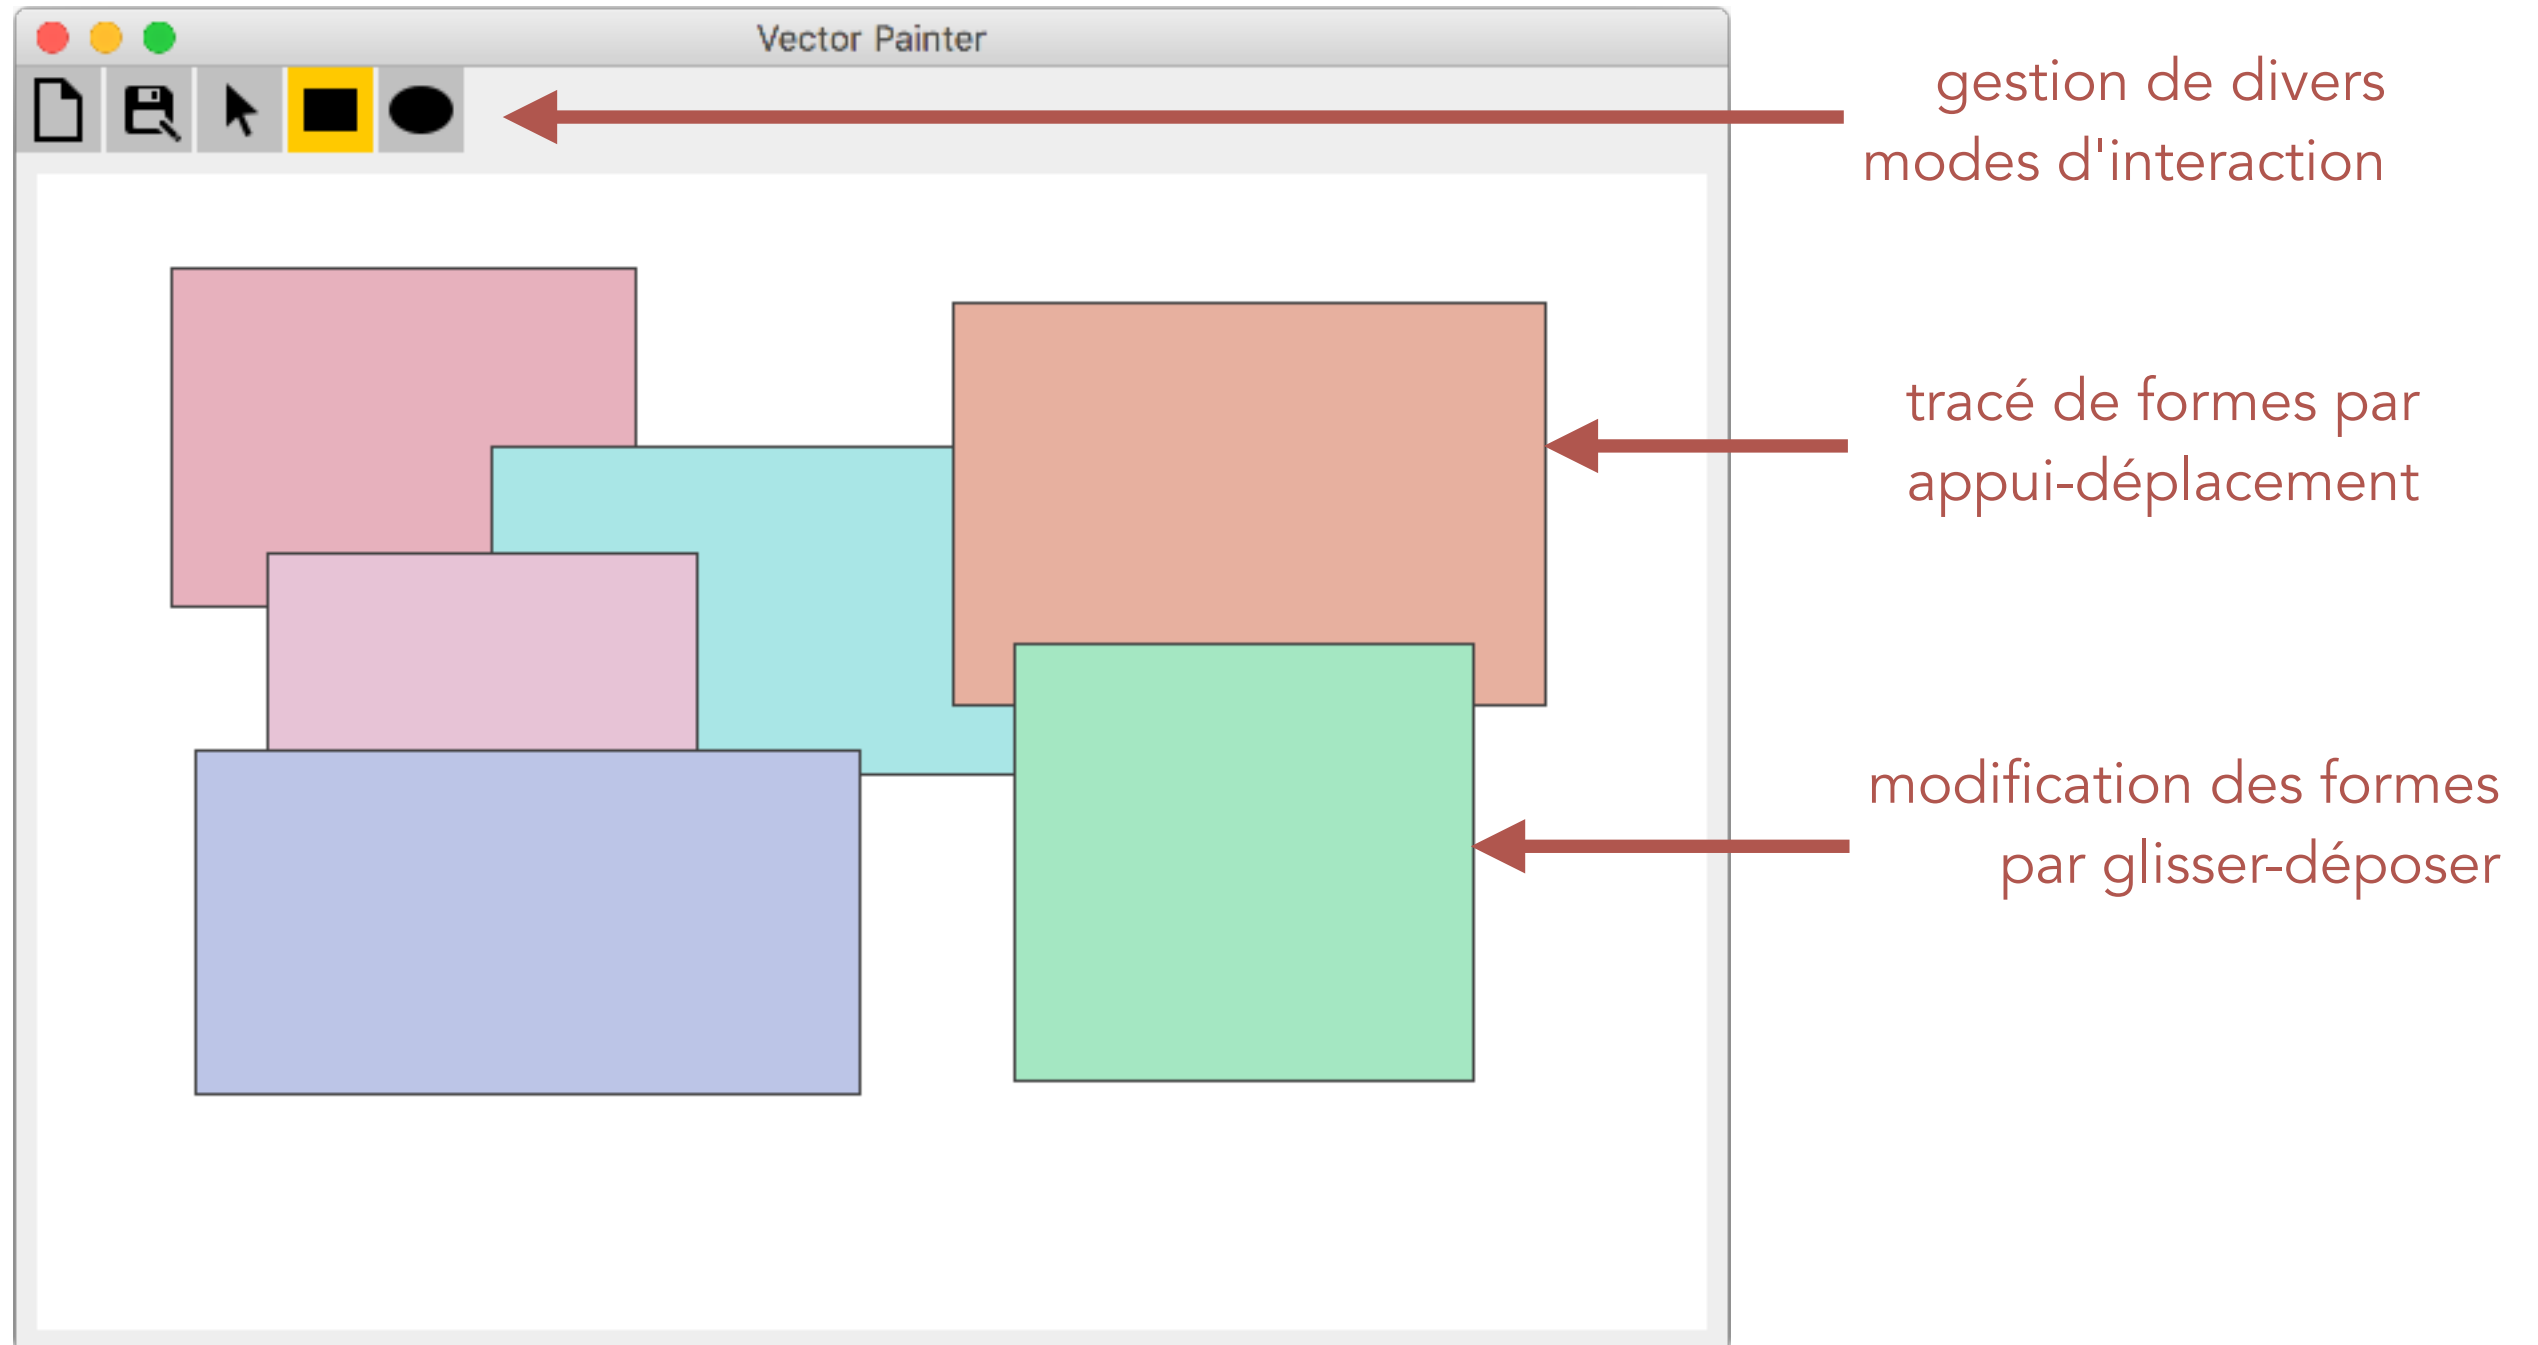 Vector Painter
gestion de divers
modes d'interaction
tracé de formes par
appui-déplacement
modification des formes
par glisser-déposer